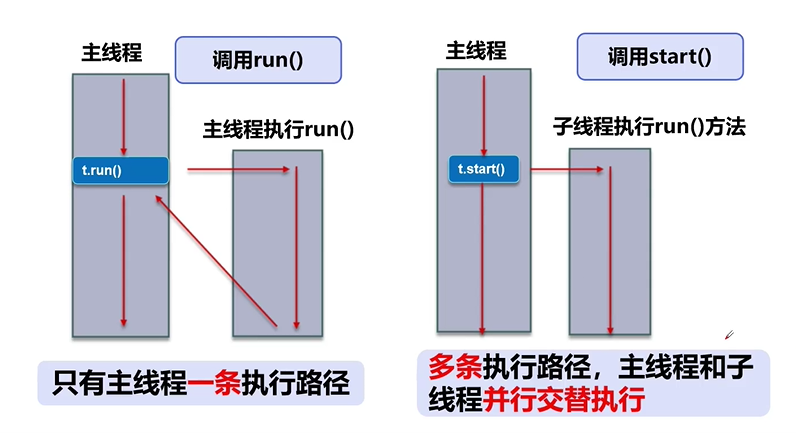 主线程
调用run()
主线程执行run()
t.run()
只有主线程一条执行路径
主线程
调用start()
子线程执行run()方法
t.start()
多条执行路径，主线程和子
线程并行交替执行